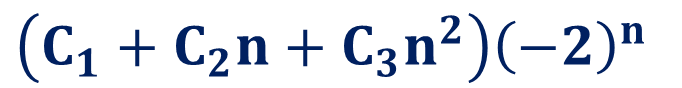 (C₁ + C₂n + C₃n²)(−2)ⁿ